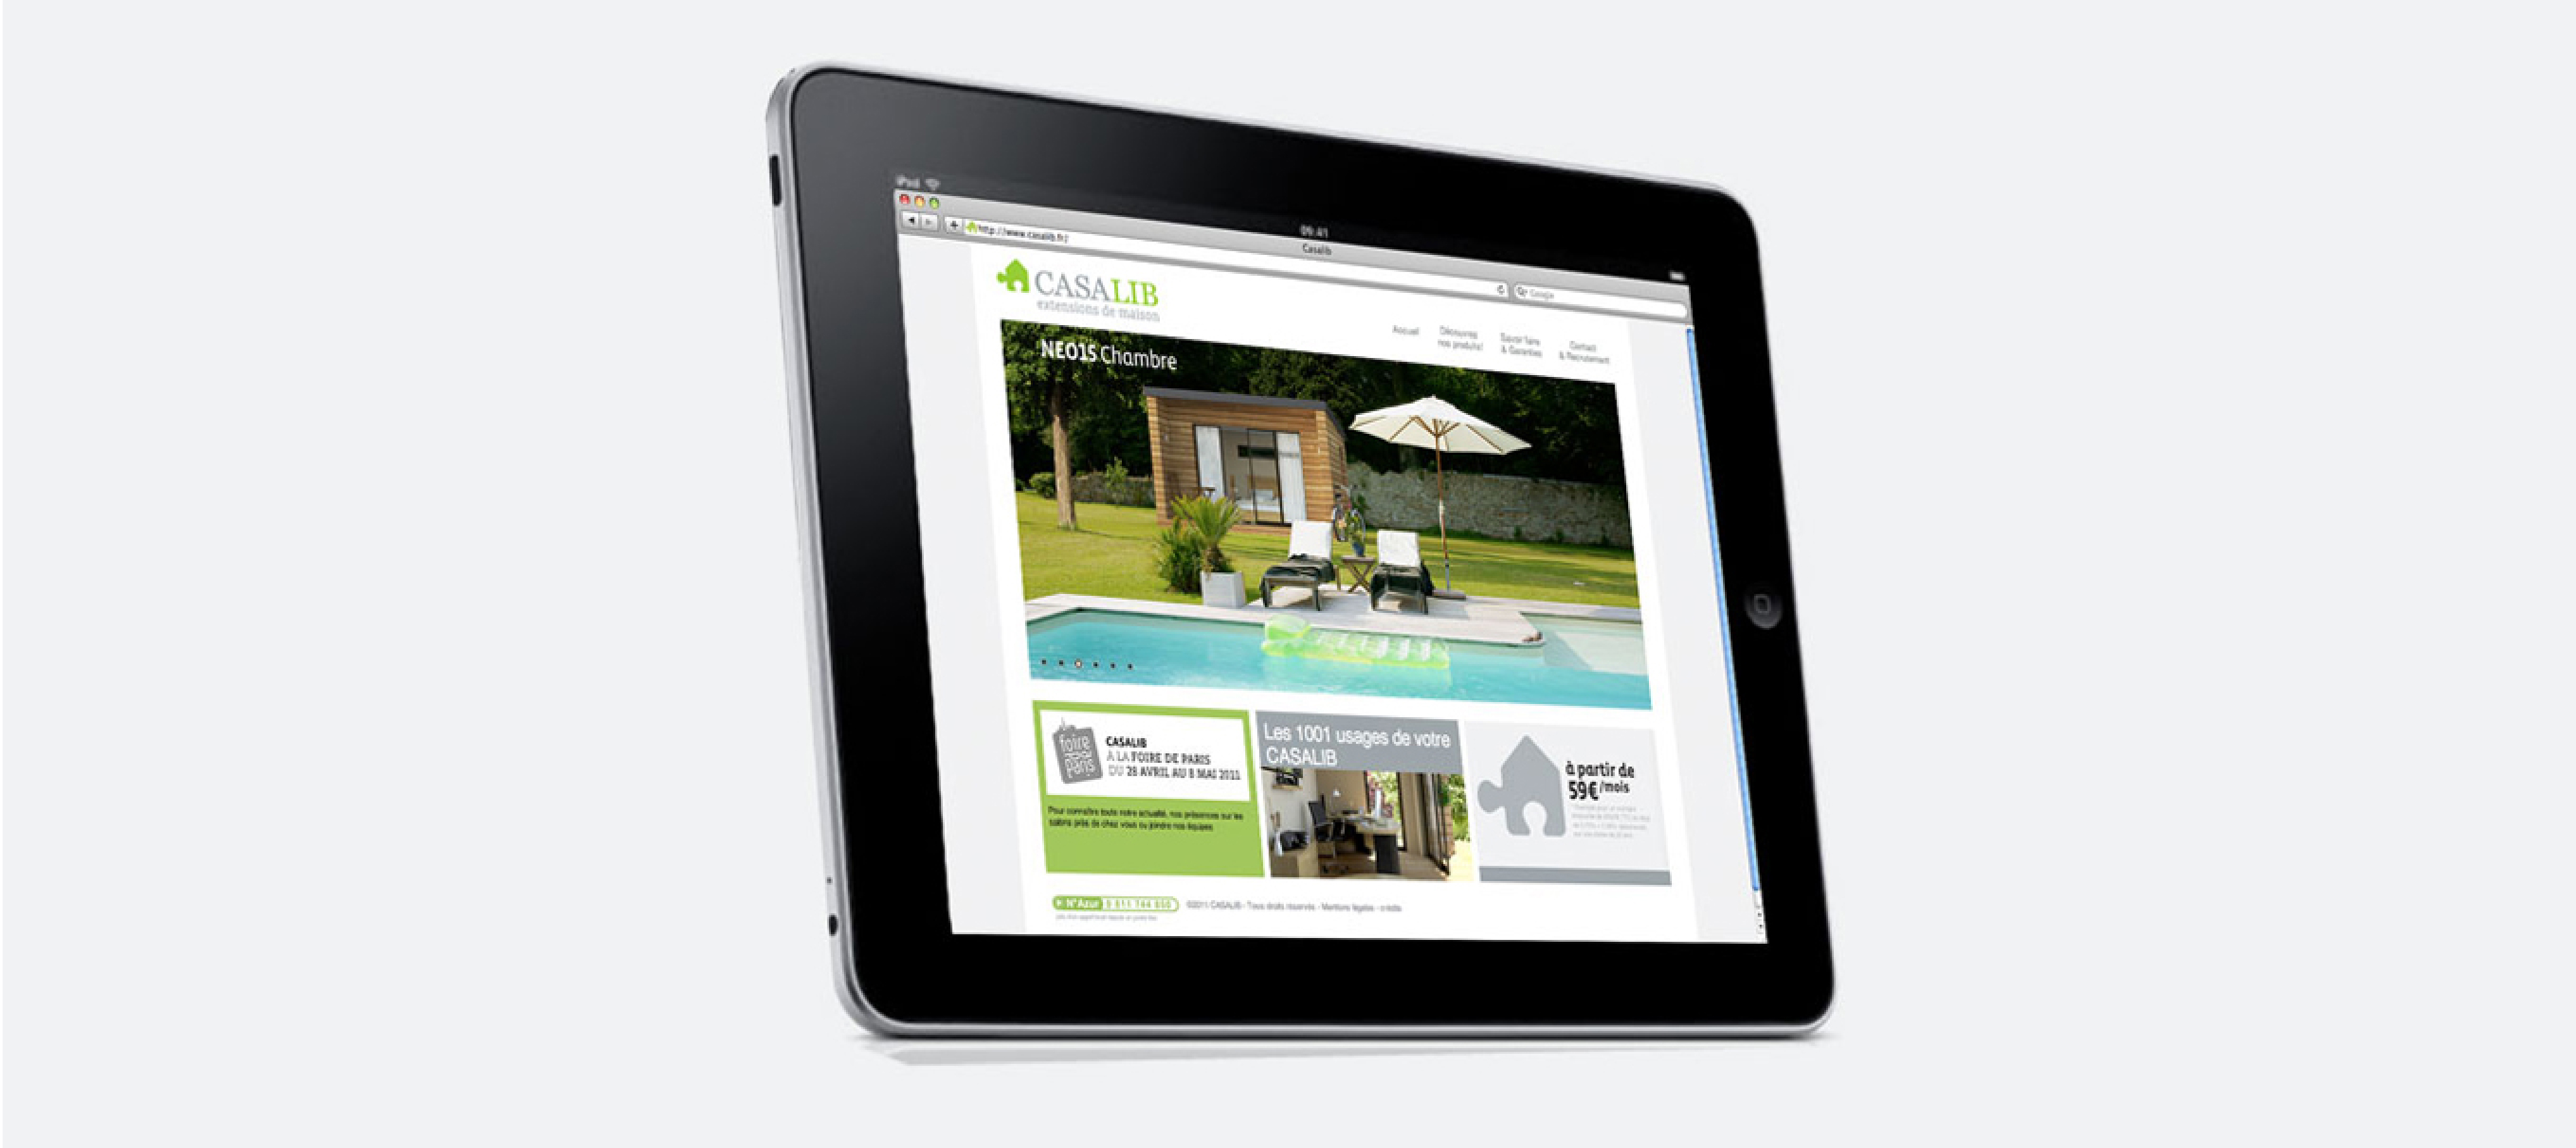 iPad
09:41
Casalib
http://www.casalib.fr/
Google
CASALIB
extensions de maison
Accueil
Découvrez
nos produits!
Savoir faire
& Garanties
Contact
& Recrutement
NEO15 Chambre
foire
de
paris
CASALIB
À LA FOIRE DE PARIS
DU 28 AVRIL AU 8 MAI 2011
Pour connaître toute notre actualité, nos présences sur les
salons près de chez vous ou joindre nos équipes
Les 1001 usages de votre
CASALIB
à partir de
59€/mois
N°Azur 0 811 744 650
©2011 CASALIB - Tous droits réservés - Mentions légales - crédits